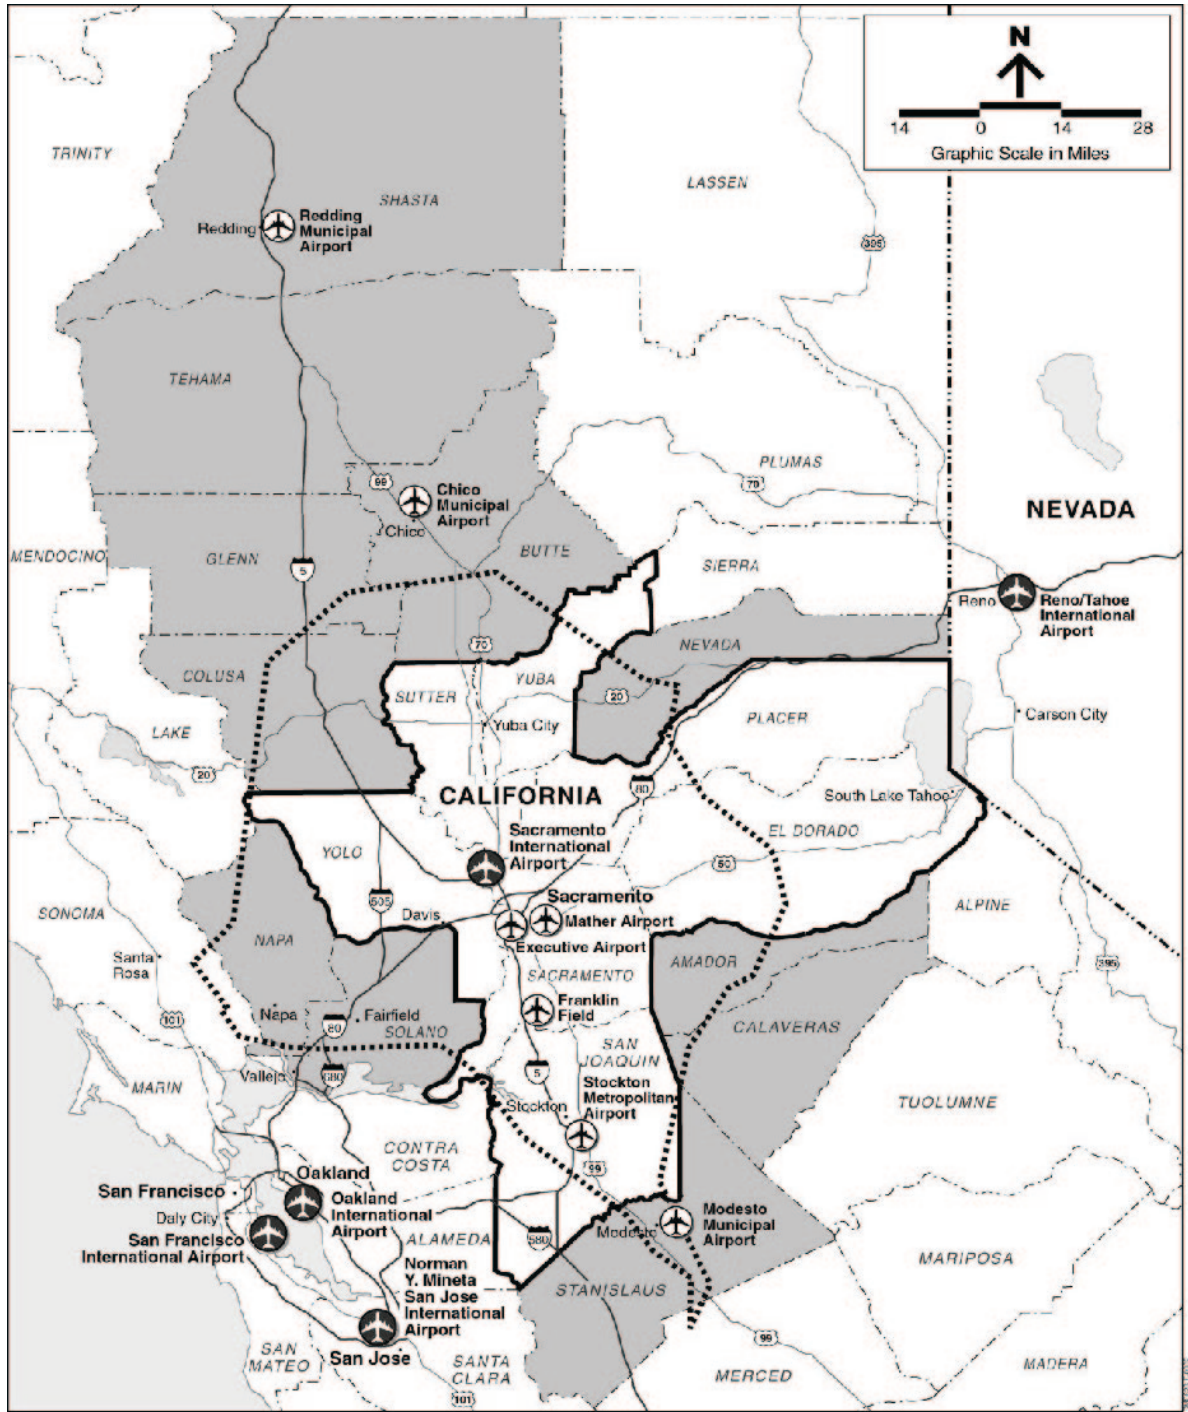 N
14 0 14 28
Graphic Scale in Miles
TRINITY
SHASTA
LASSEN
Redding
Redding
Municipal
Airport
395
TEHAMA
PLUMAS
70
99
Chico
Municipal
Airport
Chico
NEVADA
MENDOCINO
GLENN
5
BUTTE
SIERRA
Reno
Reno/Tahoe
International
Airport
70
NEVADA
COLUSA
SUTTER
YUBA
20
Yuba City
PLACER
Carson City
LAKE
20
CALIFORNIA
80
South Lake Tahoe
Sacramento
International
Airport
EL DORADO
YOLO
50
505
Sacramento
Davis
Mather Airport
Executive Airport
SONOMA
NAPA
ALPINE
Santa
Rosa
SACRAMENTO
AMADOR
395
Franklin
Field
101
Napa
80
Fairfield
SOLANO
CALAVERAS
SAN
JOAQUIN
MARIN
Vallejo
680
5
Stockton
Metropolitan
Airport
Stockton
TUOLUMNE
CONTRA
COSTA
99
Oakland
San Francisco
Oakland
International
Airport
Daly City
San Francisco
International Airport
ALAMEDA
580
Modesto
Modesto
Municipal
Airport
MARIPOSA
Norman
Y. Mineta
San Jose
International
Airport
STANISLAUS
San Jose
99
SAN
MATEO
SANTA
CLARA
101
MERCED
MADERA